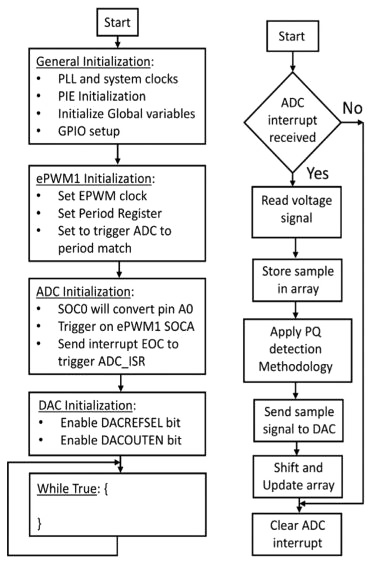 Start
General Initialization:
• PLL and system clocks
• PIE Initialization
• Initialize Global variables
• GPIO setup
ePWM1 Initialization:
• Set EPWM clock
• Set Period Register
• Set to trigger ADC to
period match
ADC Initialization:
• SOC0 will convert pin A0
• Trigger on ePWM1 SOCA
• Send interrupt EOC to
trigger ADC_ISR
DAC Initialization:
• Enable DACREFSEL bit
• Enable DACOUTEN bit
While True: {
}
Start
ADC
interrupt
received
No
Yes
Read voltage
signal
Store sample
in array
Apply PQ
detection
Methodology
Send sample
signal to DAC
Shift and
Update array
Clear ADC
interrupt